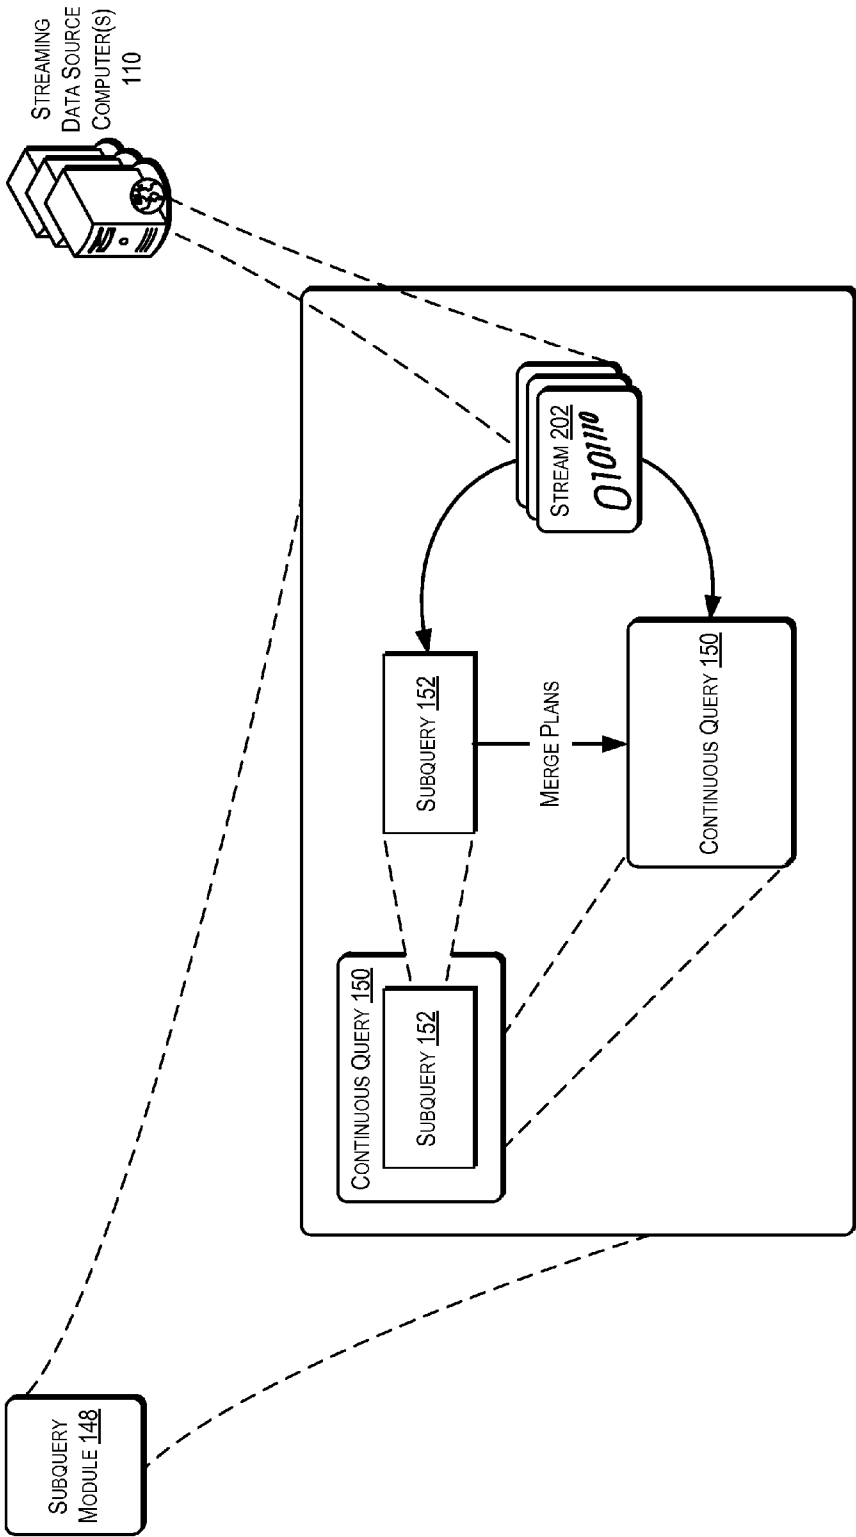 SUBQUERY
MODULE 148
STREAMING
DATA SOURCE
COMPUTER(S)
110
CONTINUOUS QUERY 150
SUBQUERY 152
SUBQUERY 152
MERGE PLANS
CONTINUOUS QUERY 150
STREAM 202
0101110